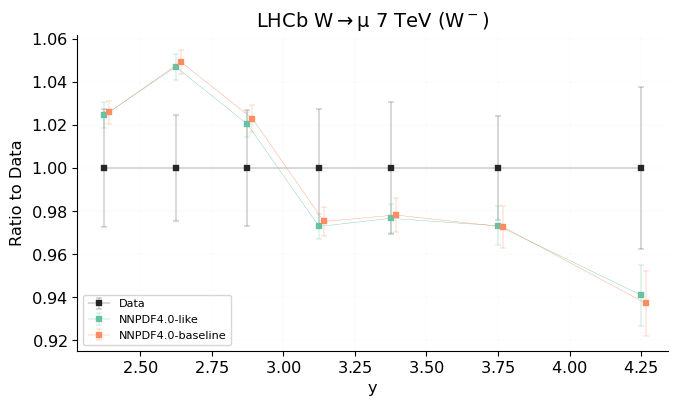 LHCb W→μ 7 TeV (W⁻)
1.06
1.04
1.02
1.00
0.98
0.96
0.94
0.92
Ratio to Data
Data
NNPDF4.0-like
NNPDF4.0-baseline
2.50 2.75 3.00 3.25 3.50 3.75 4.00 4.25
y